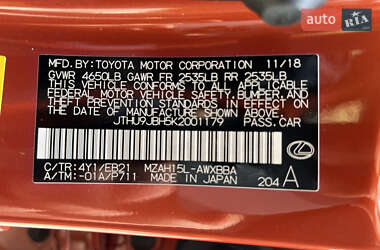 AUTO RIA
MFD.BY:TOYOTA MOTOR CORPORATION 11/18
GVWR 4650LB GAWR FR 2535LB RR 2535LB
THIS VEHICLE CONFORMS TO ALL APPLICABLE
FEDERAL MOTOR VEHICLE SAFETY,BUMPER,AND
THEFT PREVENTION STANDARDS IN EFFECT ON
THE DATE OF MANUFACTURE SHOWN ABOVE.
JTHU9JBH5K2001179 PASS.CAR
C/TR:4Y1/EB21 MZAH15L-AWXBBA
A/TM:-01A/P711 MADE IN JAPAN 204 A